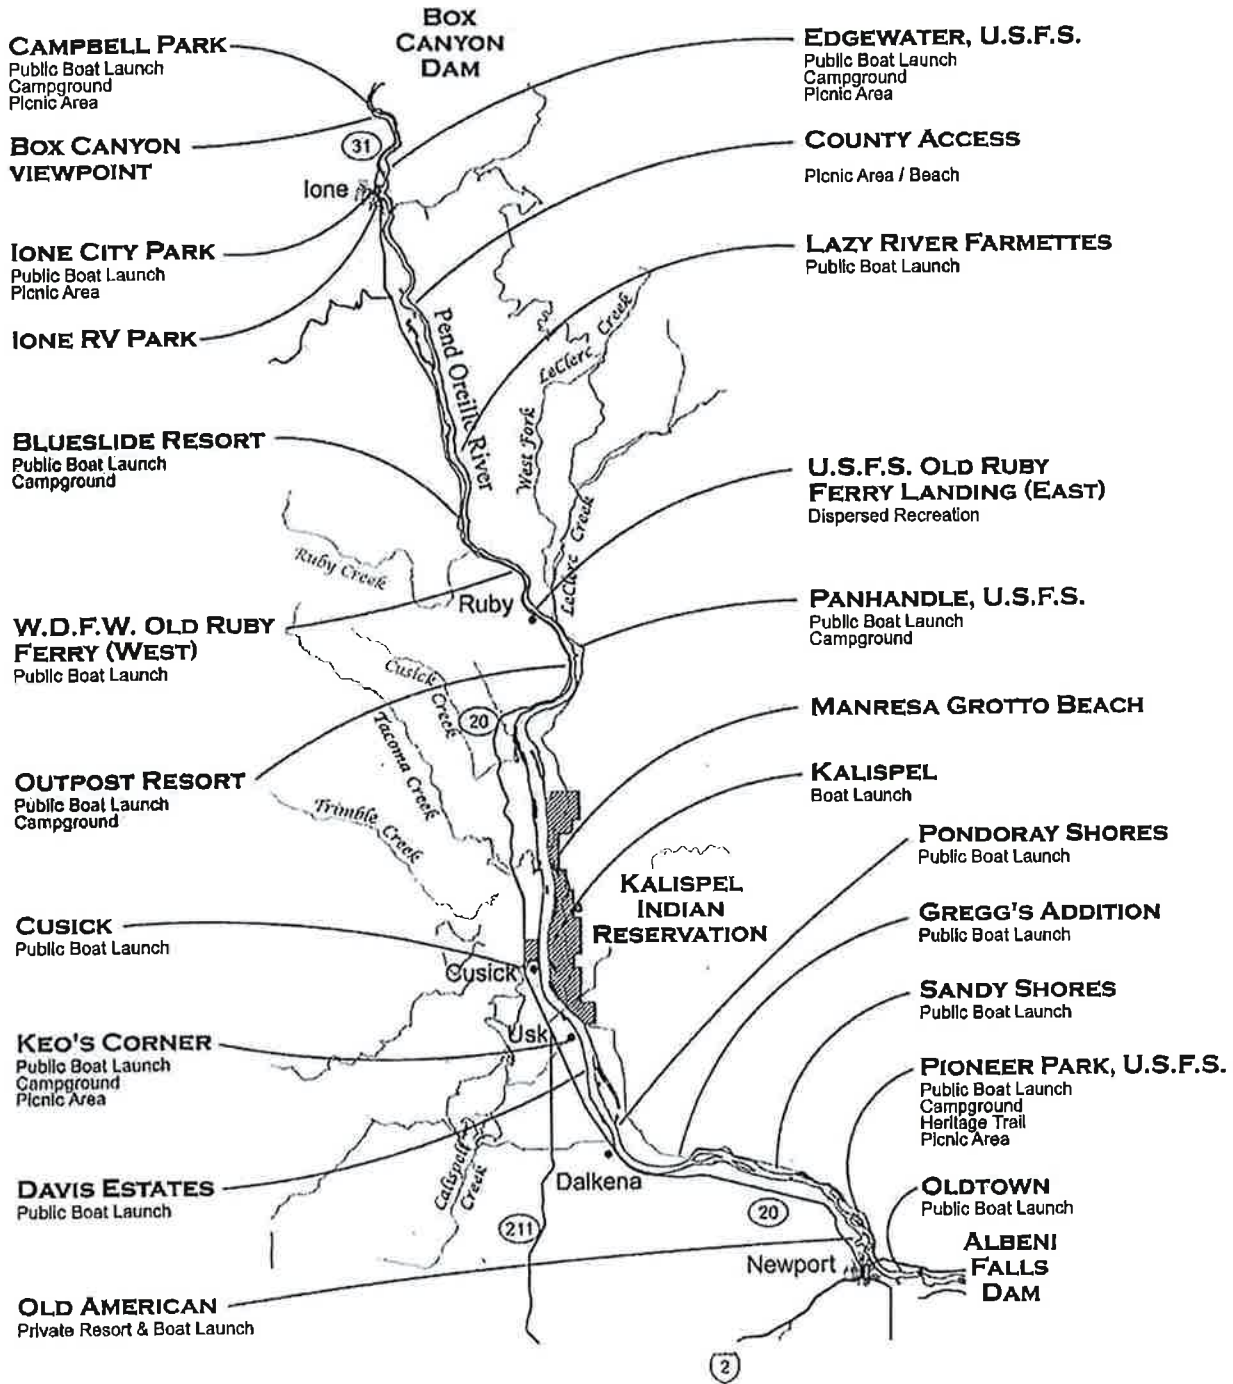 BOX
CANYON
DAM
CAMPBELL PARK
Public Boat Launch
Campground
Picnic Area
BOX CANYON
VIEWPOINT
IONE CITY PARK
Public Boat Launch
Picnic Area
IONE RV PARK
BLUESLIDE RESORT
Public Boat Launch
Campground
W.D.F.W. OLD RUBY
FERRY (WEST)
Public Boat Launch
OUTPOST RESORT
Public Boat Launch
Campground
CUSICK
Public Boat Launch
KEO'S CORNER
Public Boat Launch
Campground
Picnic Area
DAVIS ESTATES
Public Boat Launch
OLD AMERICAN
Private Resort & Boat Launch
31
Ione
Pend Oreille River
LeClerc Creek
West Fork
LeClerc Creek
Ruby Creek
Ruby
Cusick Creek
20
Tacoma Creek
Trimble Creek
KALISPEL
INDIAN
RESERVATION
Cusick
Usk
Calispell
Creek
Dalkena
211
20
Newport
2
EDGEWATER, U.S.F.S.
Public Boat Launch
Campground
Picnic Area
COUNTY ACCESS
Picnic Area / Beach
LAZY RIVER FARMETTES
Public Boat Launch
U.S.F.S. OLD RUBY
FERRY LANDING (EAST)
Dispersed Recreation
PANHANDLE, U.S.F.S.
Public Boat Launch
Campground
MANRESA GROTTO BEACH
KALISPEL
Boat Launch
PONDORAY SHORES
Public Boat Launch
GREGG'S ADDITION
Public Boat Launch
SANDY SHORES
Public Boat Launch
PIONEER PARK, U.S.F.S.
Public Boat Launch
Campground
Heritage Trail
Picnic Area
OLDTOWN
Public Boat Launch
ALBENI
FALLS
DAM